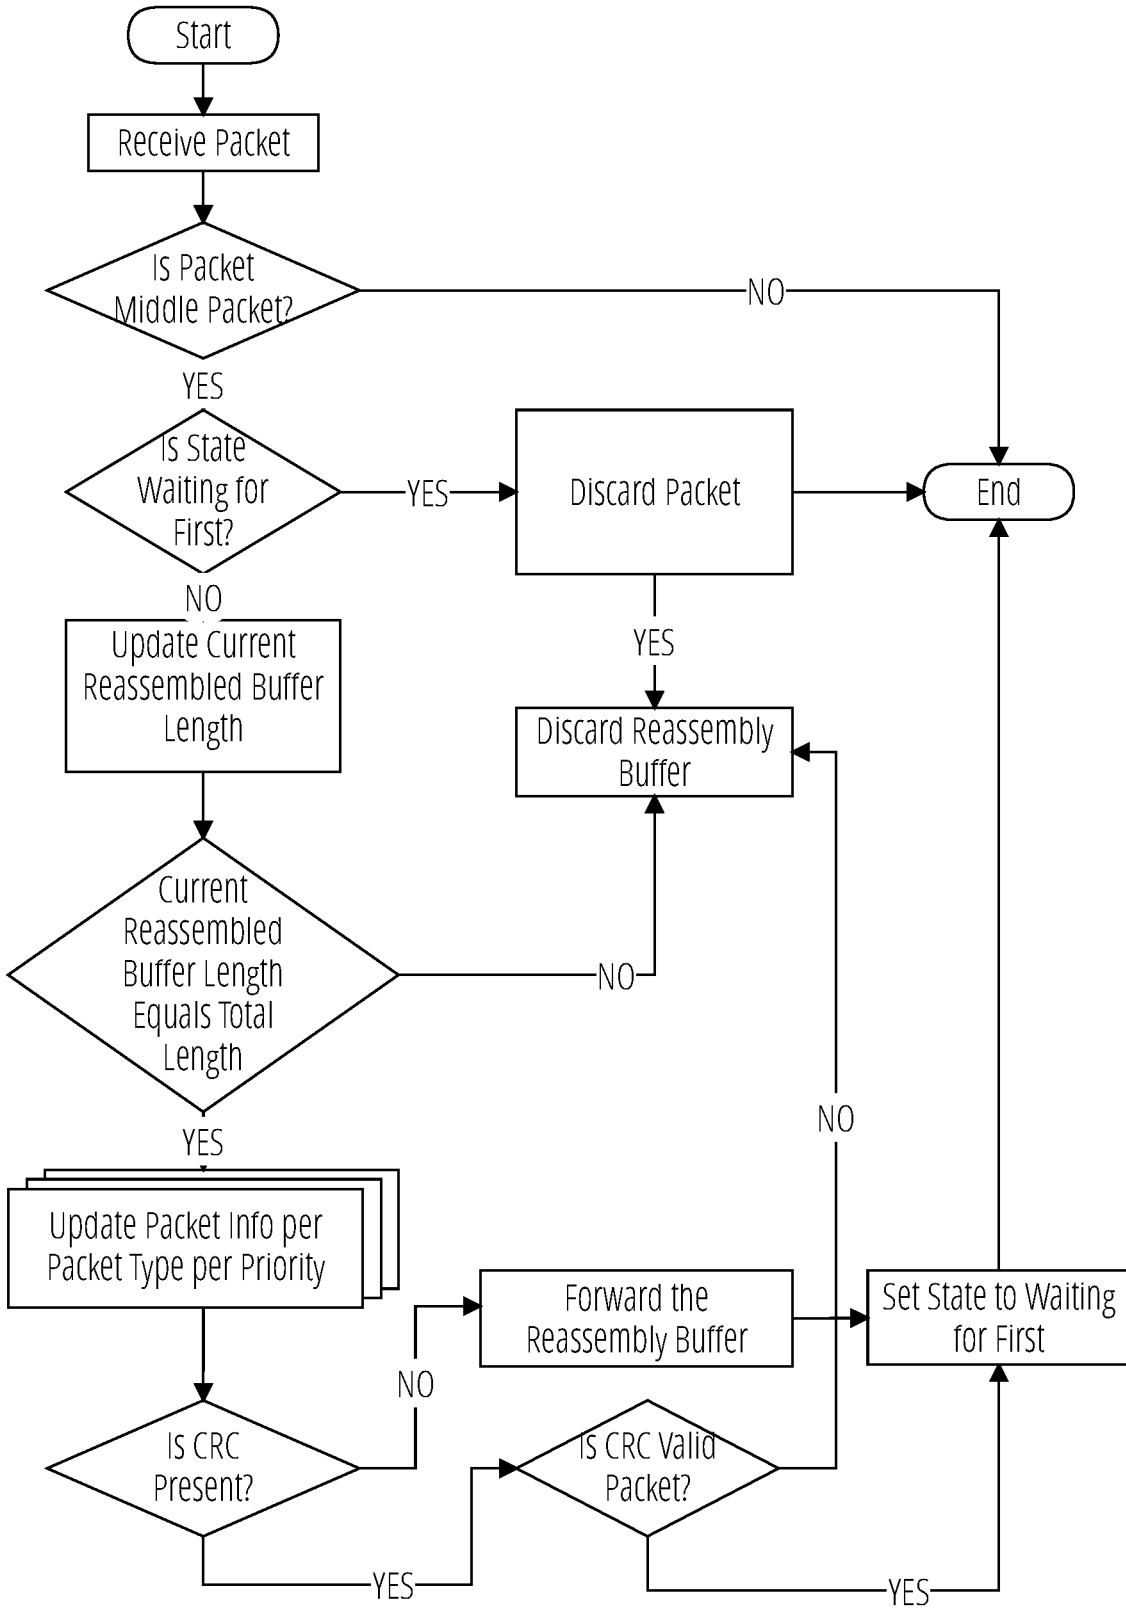 Start
Receive Packet
Is Packet
Middle Packet?
NO
YES
Is State
Waiting for
First?
YES
Discard Packet
End
NO
Update Current
Reassembled Buffer
Length
YES
Discard Reassembly
Buffer
Current
Reassembled
Buffer Length
Equals Total
Length
NO
YES
NO
Update Packet Info per
Packet Type per Priority
Forward the
Reassembly Buffer
Set State to Waiting
for First
NO
Is CRC
Present?
Is CRC Valid
Packet?
YES
YES